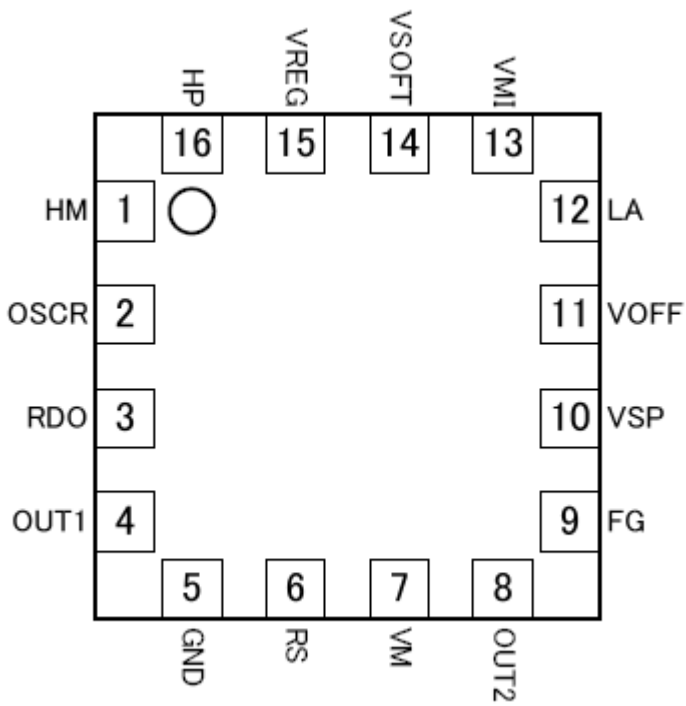 HP VREG VSOFT VMI
16 15 14 13
HM 1 12 LA
OSCR 2 11 VOFF
RDO 3 10 VSP
OUT1 4 9 FG
5 6 7 8
GND RS VM OUT2